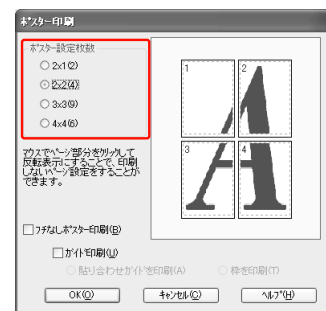 ﾎﾟｽﾀｰ印刷
ﾎﾟｽﾀｰ設定枚数
2x1(2)
2x2(4)
3x3(9)
4x4(6)
1
2
3
4
ﾏｳｽでﾍﾟｰｼﾞ部分をｸﾘｯｸして
反転表示にすることで、印刷
しないﾍﾟｰｼﾞ設定をすることが
できます。
ﾌﾁなしﾎﾟｽﾀｰ印刷(B)
ｶﾞｲﾄﾞ印刷(U)
貼り合わせｶﾞｲﾄﾞを印刷(A)
枠を印刷(T)
OK(O)
ｷｬﾝｾﾙ(C)
ﾍﾙﾌﾟ(H)